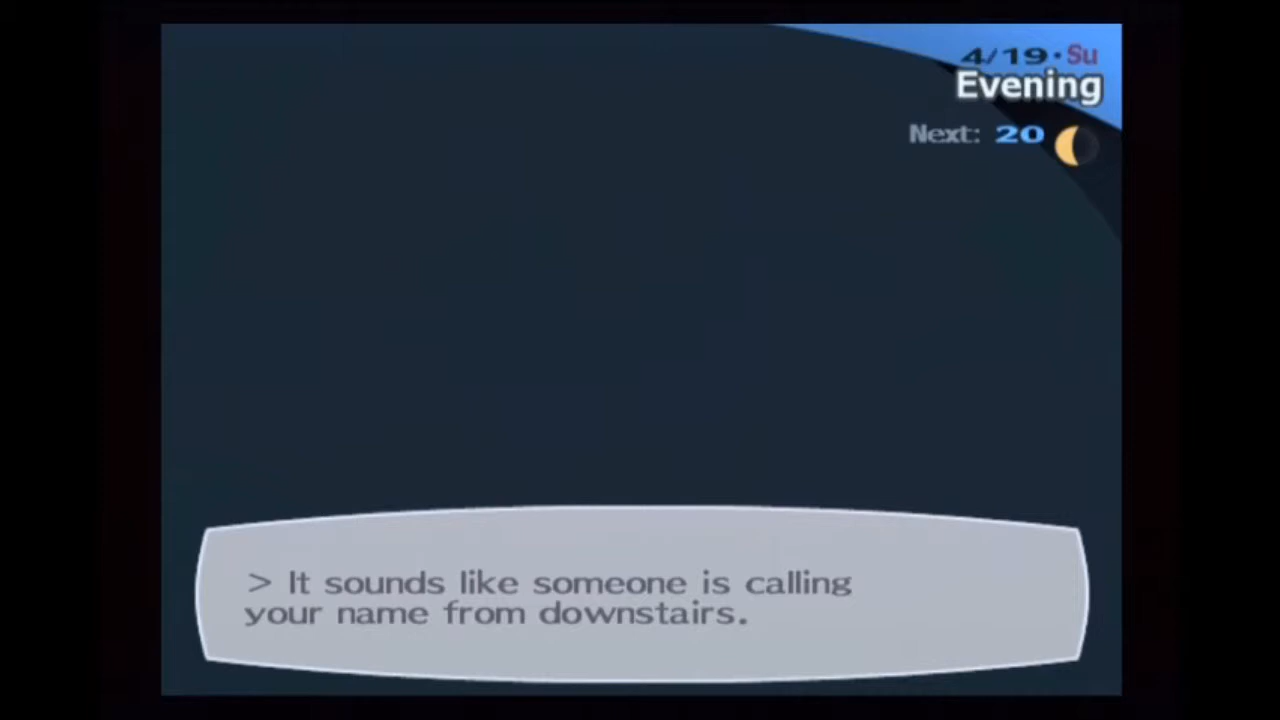 4/19・Su
Evening
Next: 20
> It sounds like someone is calling
your name from downstairs.